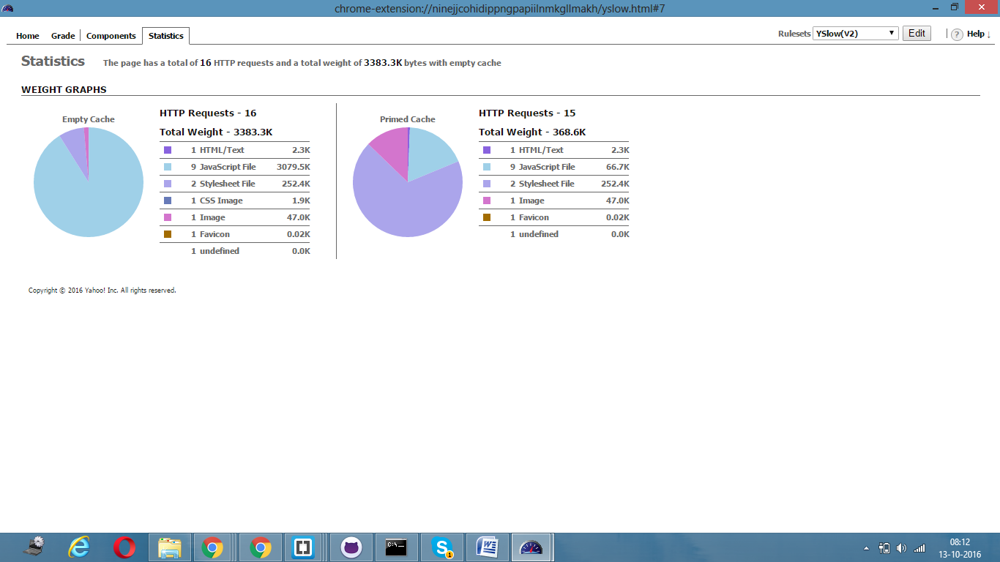 chrome-extension://ninejjcohidippngpapiilnmkgllmakh/yslow.html#7
Home Grade Components Statistics Rulesets YSlow(V2) Edit ? Help ↓
Statistics The page has a total of 16 HTTP requests and a total weight of 3383.3K bytes with empty cache
WEIGHT GRAPHS
Empty Cache
HTTP Requests - 16
Total Weight - 3383.3K
1 HTML/Text 2.3K
9 JavaScript File 3079.5K
2 Stylesheet File 252.4K
1 CSS Image 1.9K
1 Image 47.0K
1 Favicon 0.02K
1 undefined 0.0K
Primed Cache
HTTP Requests - 15
Total Weight - 368.6K
1 HTML/Text 2.3K
9 JavaScript File 66.7K
2 Stylesheet File 252.4K
1 Image 47.0K
1 Favicon 0.02K
1 undefined 0.0K
Copyright © 2016 Yahoo! Inc. All rights reserved.
C:\
1
08:12
13-10-2016